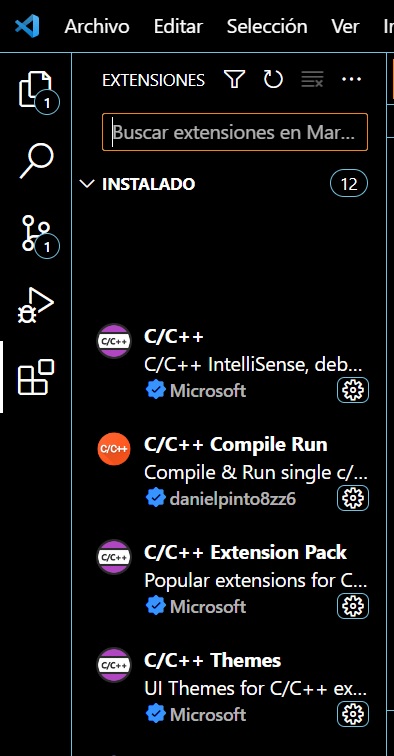 Archivo Editar Selección Ver
EXTENSIONES
1
Buscar extensiones en Mar...
INSTALADO 12
1
C/C++
C/C++
C/C++ IntelliSense, deb...
Microsoft
C/C++
C/C++ Compile Run
Compile & Run single c/...
danielpinto8zz6
C/C++
C/C++ Extension Pack
Popular extensions for C...
Microsoft
C/C++
C/C++ Themes
UI Themes for C/C++ ex...
Microsoft